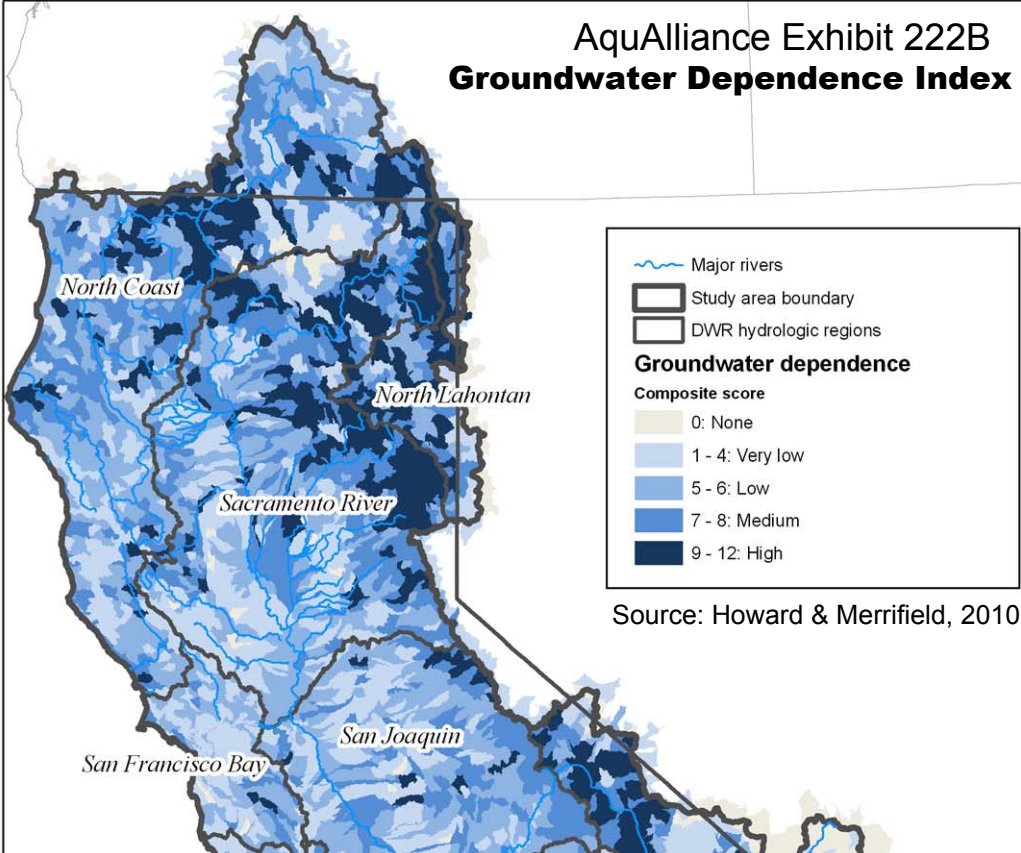 AquAlliance Exhibit 222B
Groundwater Dependence Index
North Coast
North Lahontan
Sacramento River
San Joaquin
San Francisco Bay
Major rivers
Study area boundary
DWR hydrologic regions
Groundwater dependence
Composite score
0: None
1 - 4: Very low
5 - 6: Low
7 - 8: Medium
9 - 12: High
Source: Howard & Merrifield, 2010